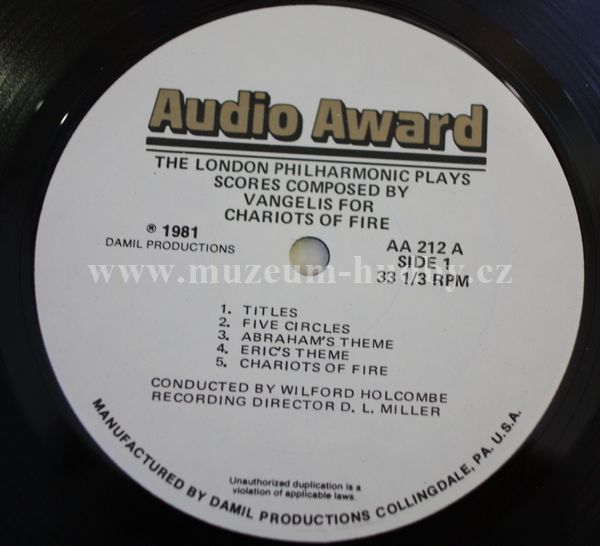 Audio Award
THE LONDON PHILHARMONIC PLAYS
SCORES COMPOSED BY
VANGELIS FOR
CHARIOTS OF FIRE
℗ 1981
DAMIL PRODUCTIONS
AA 212 A
SIDE 1
33 1/3 RPM
www.muzeum-hudby.cz
1. TITLES
2. FIVE CIRCLES
3. ABRAHAM'S THEME
4. ERIC'S THEME
5. CHARIOTS OF FIRE
CONDUCTED BY WILFORD HOLCOMBE
RECORDING DIRECTOR D. L. MILLER
Unauthorized duplication is a
violation of applicable laws.
MANUFACTURED BY DAMIL PRODUCTIONS COLLINGDALE, PA. U.S.A.